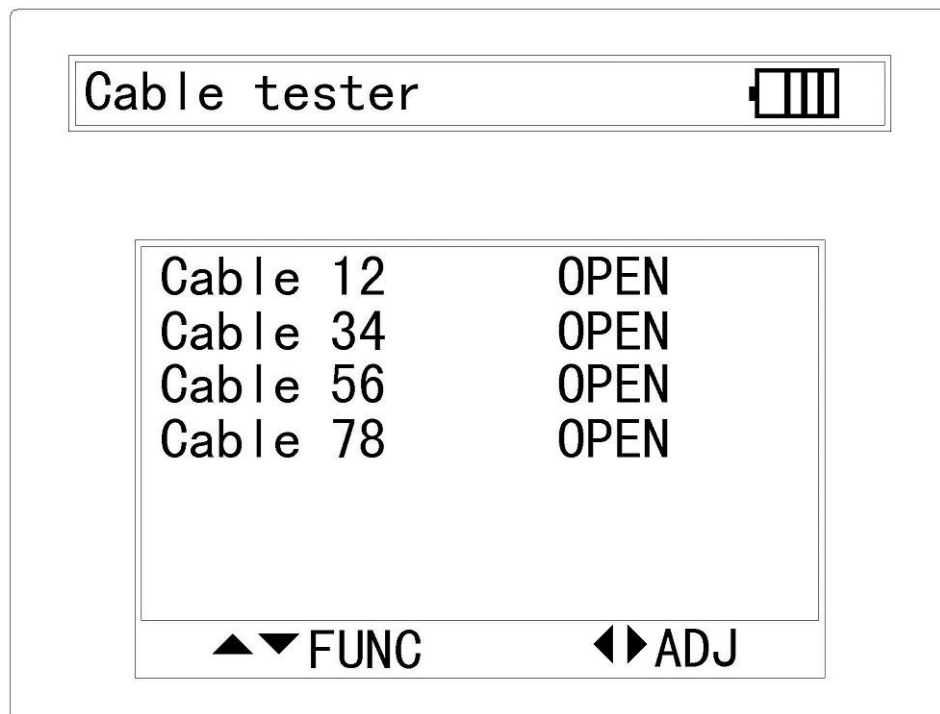 Cable tester
Cable 12 OPEN
Cable 34 OPEN
Cable 56 OPEN
Cable 78 OPEN
▲▼FUNC ◀▶ADJ